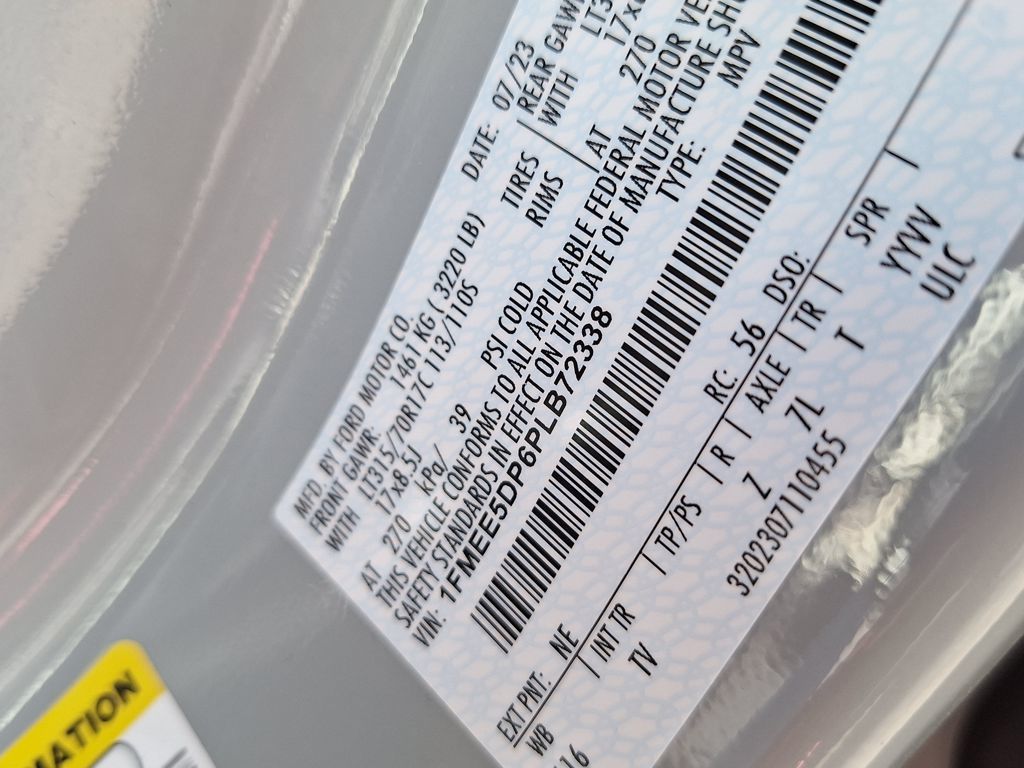 MFD. BY FORD MOTOR CO.
DATE: 07/23
FRONT GAWR: 1461 KG ( 3220 LB)
REAR GAWR
WITH LT315/70R17C 113/110S TIRES
WITH
17x8.5J RIMS
AT 270 kPa/ 39 PSI COLD
AT 270
THIS VEHICLE CONFORMS TO ALL APPLICABLE FEDERAL MOTOR
SAFETY STANDARDS IN EFFECT ON THE DATE OF MANUFACTURE
VIN: 1FMEE5DP6PLB72338
TYPE: MPV
EXT PNT: NE RC: 56 DSO:
WB | INT TR | TP/PS | R | AXLE | TR | SPR |
16 TV Z 7L T YYVV
3202307110455 ULC
MATION